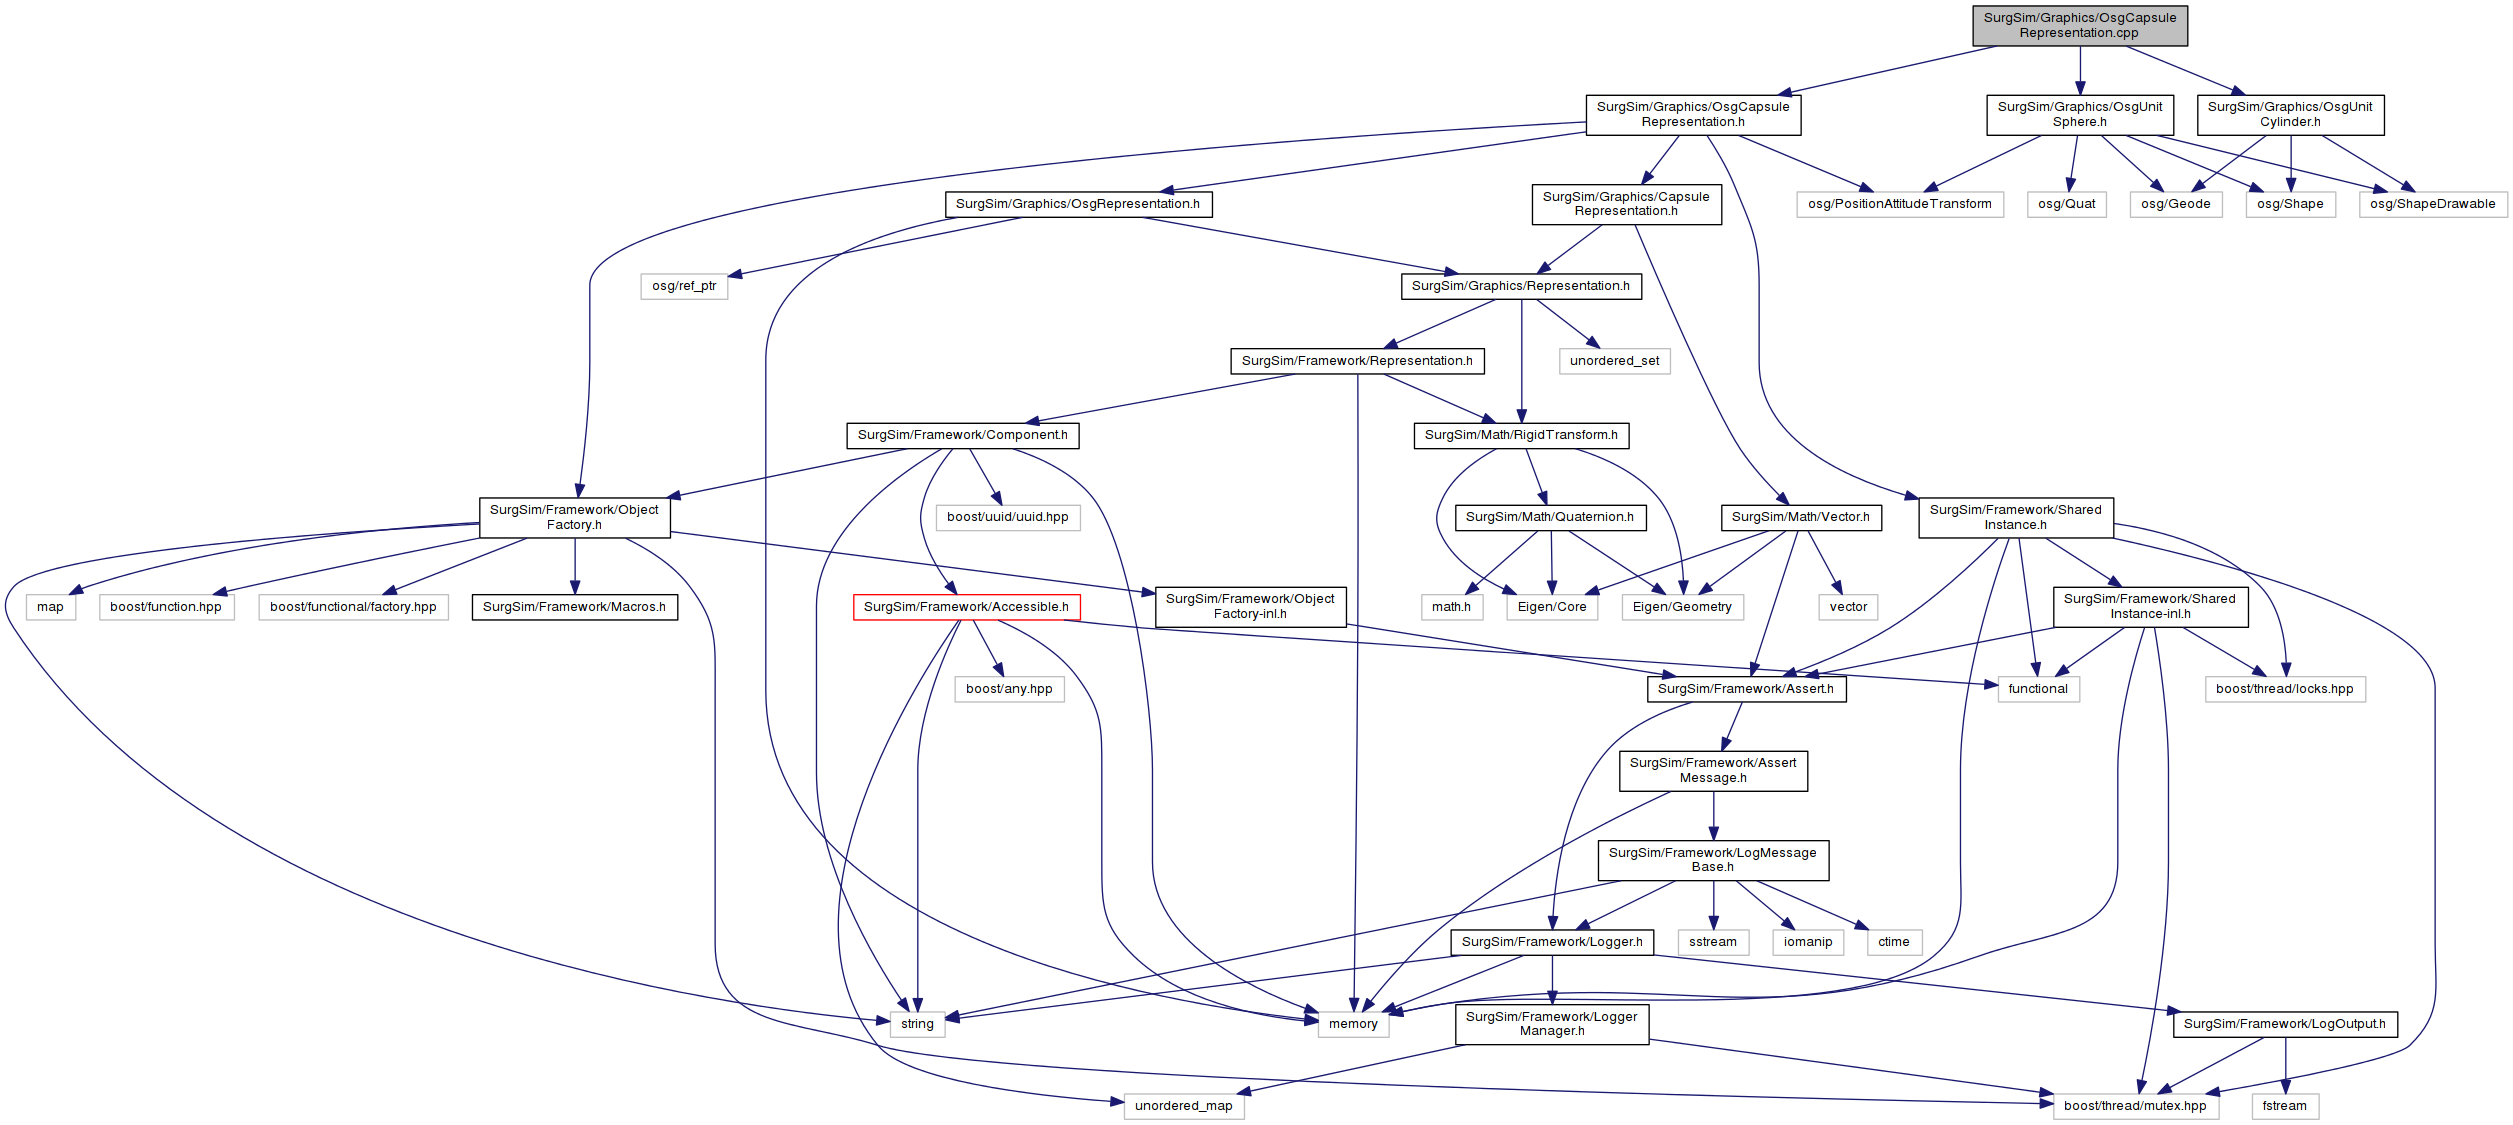 SurgSim/Graphics/OsgCapsule
Representation.cpp
SurgSim/Graphics/OsgCapsule
Representation.h
SurgSim/Graphics/OsgUnit
Sphere.h
SurgSim/Graphics/OsgUnit
Cylinder.h
SurgSim/Graphics/OsgRepresentation.h
SurgSim/Graphics/Capsule
Representation.h
osg/PositionAttitudeTransform
osg/Quat
osg/Geode
osg/Shape
osg/ShapeDrawable
osg/ref_ptr
SurgSim/Graphics/Representation.h
SurgSim/Framework/Representation.h
unordered_set
SurgSim/Framework/Component.h
SurgSim/Math/RigidTransform.h
SurgSim/Framework/Object
Factory.h
boost/uuid/uuid.hpp
SurgSim/Math/Quaternion.h
SurgSim/Math/Vector.h
SurgSim/Framework/Shared
Instance.h
map
boost/function.hpp
boost/functional/factory.hpp
SurgSim/Framework/Macros.h
SurgSim/Framework/Accessible.h
SurgSim/Framework/Object
Factory-inl.h
math.h
Eigen/Core
Eigen/Geometry
vector
SurgSim/Framework/Shared
Instance-inl.h
boost/any.hpp
SurgSim/Framework/Assert.h
functional
boost/thread/locks.hpp
SurgSim/Framework/Assert
Message.h
SurgSim/Framework/LogMessage
Base.h
SurgSim/Framework/Logger.h
sstream
iomanip
ctime
string
memory
SurgSim/Framework/Logger
Manager.h
SurgSim/Framework/LogOutput.h
unordered_map
boost/thread/mutex.hpp
fstream